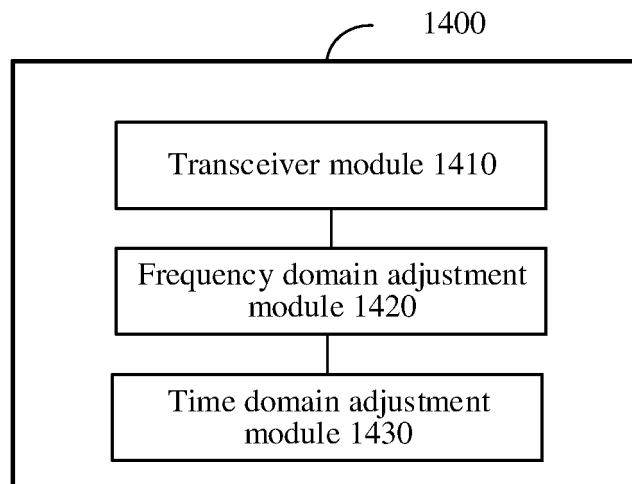 1400
Transceiver module 1410
Frequency domain adjustment
module 1420
Time domain adjustment
module 1430